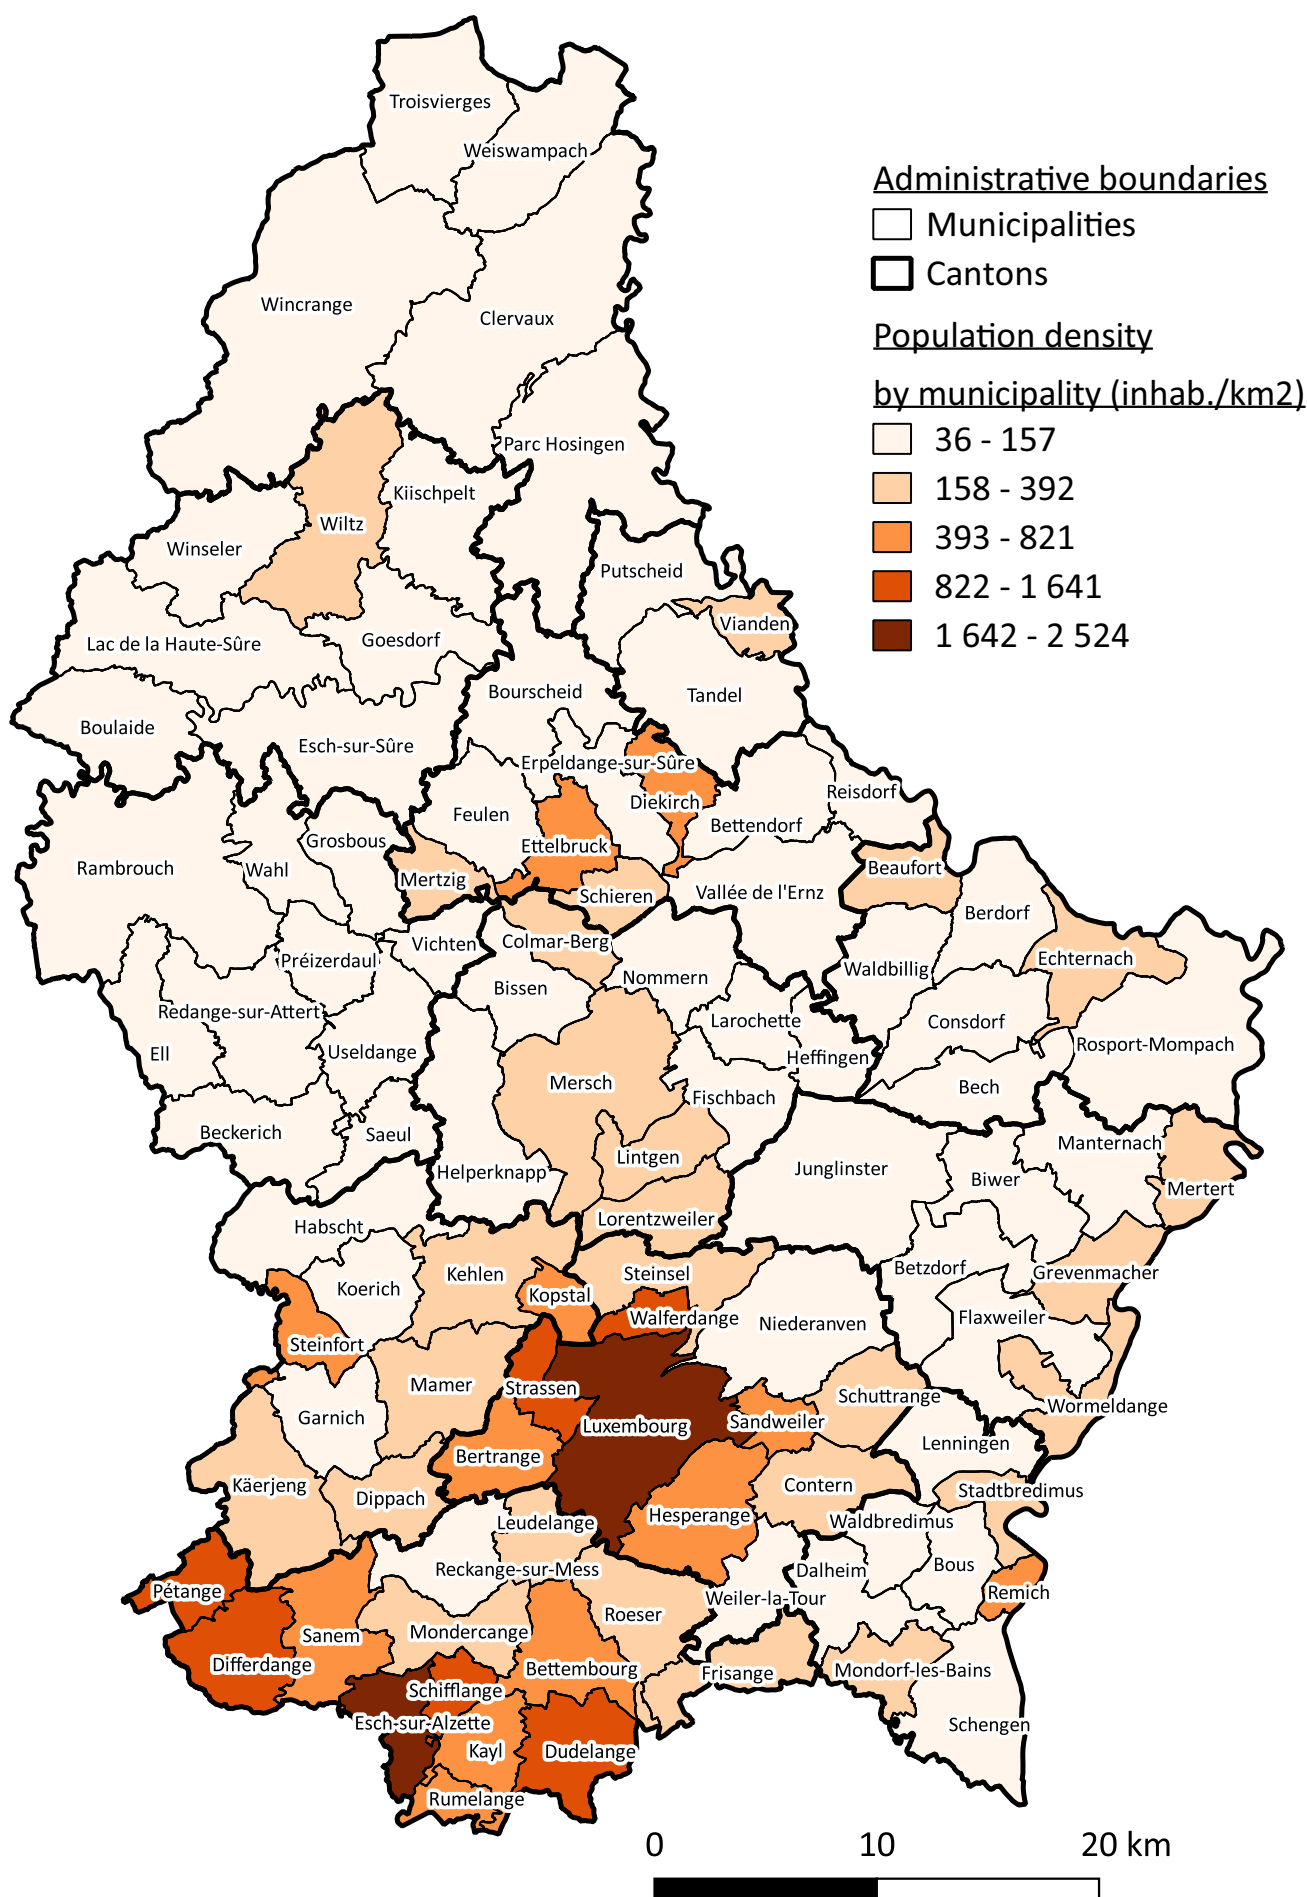 Troisvierges
Weiswampach
Administrative boundaries
Municipalities
Cantons
Population density
by municipality (inhab./km2)
36 - 157
158 - 392
393 - 821
822 - 1 641
1 642 - 2 524
Wincrange
Clervaux
Parc Hosingen
Kiischpelt
Wiltz
Winseler
Putscheid
Vianden
Goesdorf
Lac de la Haute-Sûre
Bourscheid
Tandel
Boulaide
Esch-sur-Sûre
Erpeldange-sur-Sûre
Reisdorf
Diekirch
Feulen
Bettendorf
Grosbous
Ettelbruck
Rambrouch
Wahl
Beaufort
Mertzig
Schieren
Vallée de l'Ernz
Berdorf
Vichten
Colmar-Berg
Echternach
Préizerdaul
Waldbillig
Nommern
Bissen
Redange-sur-Attert
Larochette
Consdorf
Rosport-Mompach
Ell
Useldange
Heffingen
Mersch
Bech
Fischbach
Beckerich
Saeul
Manternach
Lintgen
Junglinster
Helperknapp
Biwer
Mertert
Lorentzweiler
Habscht
Betzdorf
Steinsel
Kehlen
Grevenmacher
Koerich
Kopstal
Walferdange
Flaxweiler
Niederanven
Steinfort
Mamer
Strassen
Schuttrange
Wormeldange
Garnich
Luxembourg
Sandweiler
Lenningen
Bertrange
Käerjeng
Contern
Stadtbredimus
Dippach
Hesperange
Leudelange
Waldbredimus
Reckange-sur-Mess
Dalheim
Bous
Pétange
Remich
Weiler-la-Tour
Roeser
Sanem
Mondercange
Differdange
Bettembourg
Frisange
Mondorf-les-Bains
Schifflange
Esch-sur-Alzette
Schengen
Kayl
Dudelange
Rumelange
0 10 20 km